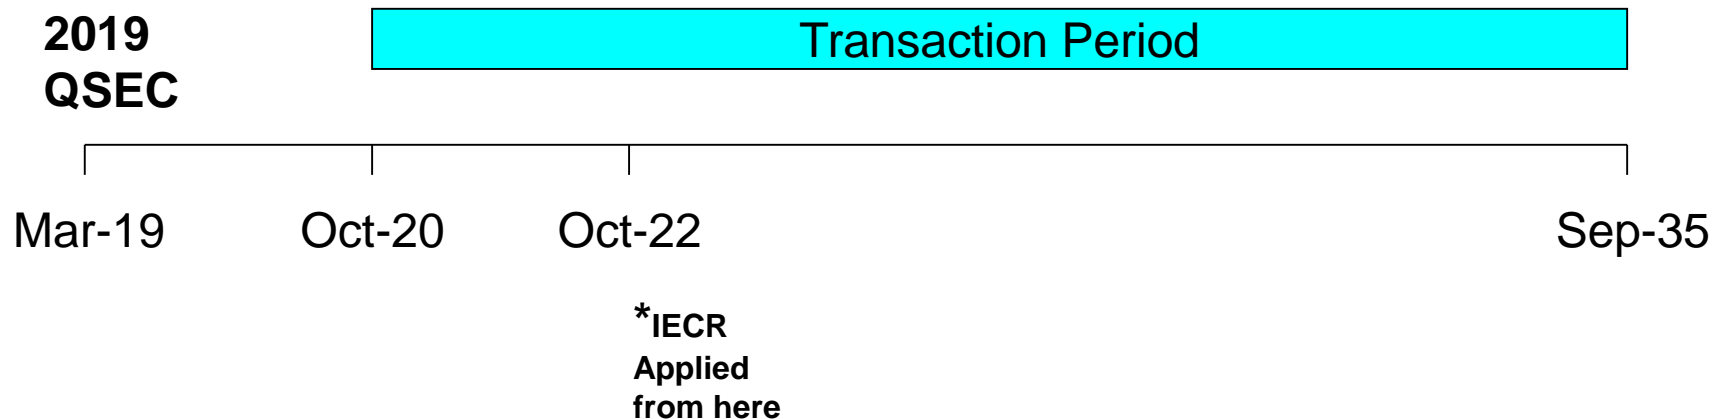 2019
QSEC
Transaction Period
Mar-19
Oct-20
Oct-22
Sep-35
*IECR
Applied
from here